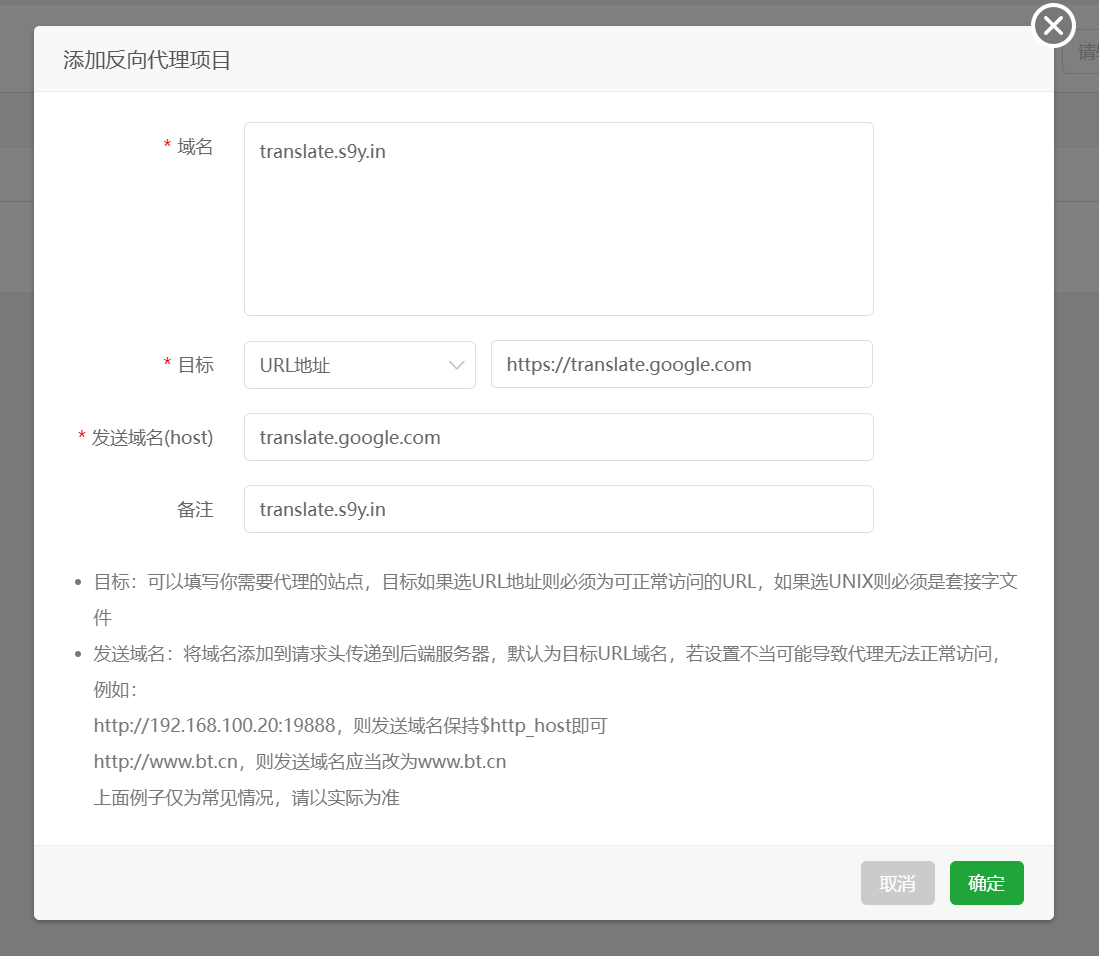 添加反向代理项目
请
* 域名
translate.s9y.in
* 目标
URL地址
https://translate.google.com
* 发送域名(host)
translate.google.com
备注
translate.s9y.in
• 目标：可以填写你需要代理的站点，目标如果选URL地址则必须为可正常访问的URL，如果选UNIX则必须是套接字文
件
• 发送域名：将域名添加到请求头传递到后端服务器，默认为目标URL域名，若设置不当可能导致代理无法正常访问，
例如：
http://192.168.100.20:19888，则发送域名保持$http_host即可
http://www.bt.cn，则发送域名应当改为www.bt.cn
上面例子仅为常见情况，请以实际为准
取消
确定